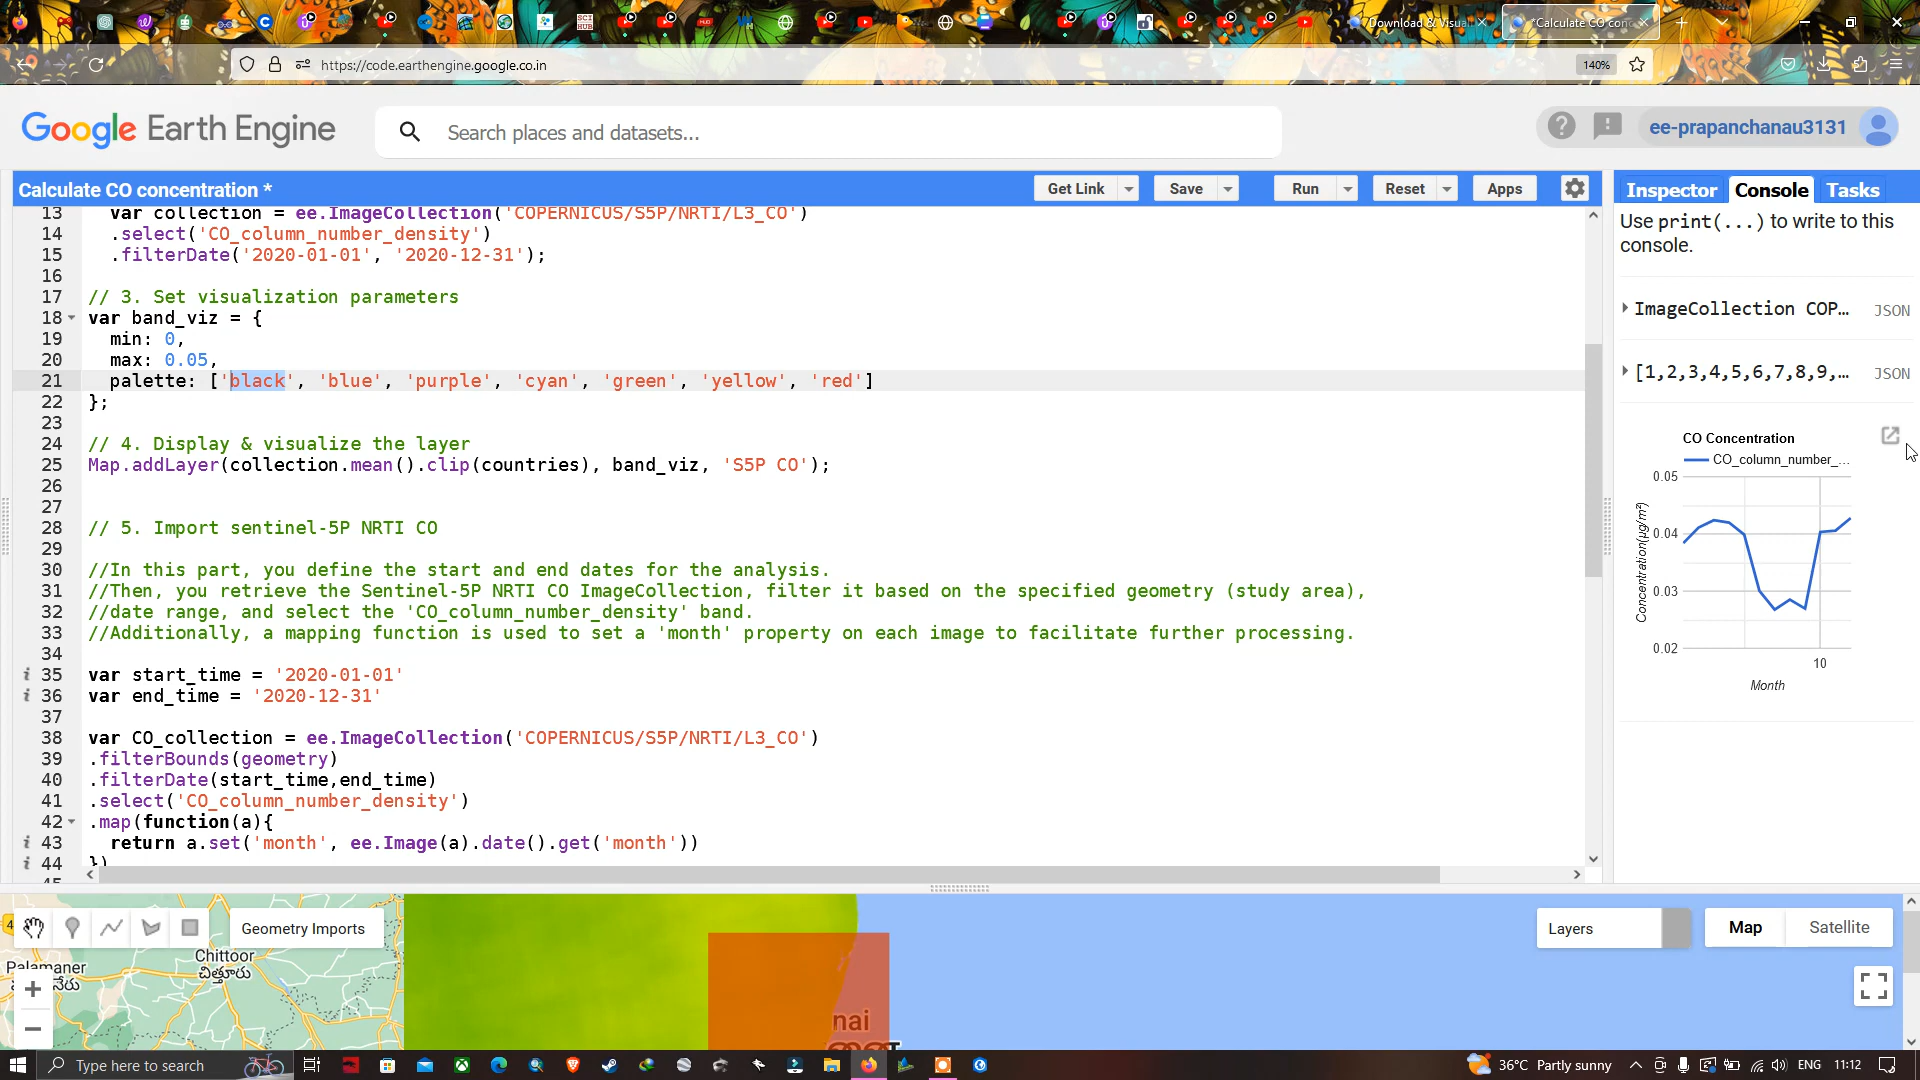 Download & Visual
*Calculate CO conc
https://code.earthengine.google.co.in
140%
Google Earth Engine
Search places and datasets...
ee-prapanchanau3131
Calculate CO concentration *
Get Link
Save
Run
Reset
Apps
Inspector
Console
Tasks
13 var collection = ee.ImageCollection('COPERNICUS/S5P/NRTI/L3_CO')
14 .select('CO_column_number_density')
15 .filterDate('2020-01-01', '2020-12-31');
16
17 // 3. Set visualization parameters
18 var band_viz = {
19 min: 0,
20 max: 0.05,
21 palette: ['black', 'blue', 'purple', 'cyan', 'green', 'yellow', 'red']
22 };
23
24 // 4. Display & visualize the layer
25 Map.addLayer(collection.mean().clip(countries), band_viz, 'S5P CO');
26
27
28 // 5. Import sentinel-5P NRTI CO
29
30 //In this part, you define the start and end dates for the analysis.
31 //Then, you retrieve the Sentinel-5P NRTI CO ImageCollection, filter it based on the specified geometry (study area),
32 //date range, and select the 'CO_column_number_density' band.
33 //Additionally, a mapping function is used to set a 'month' property on each image to facilitate further processing.
34
i 35 var start_time = '2020-01-01'
i 36 var end_time = '2020-12-31'
37
38 var CO_collection = ee.ImageCollection('COPERNICUS/S5P/NRTI/L3_CO')
39 .filterBounds(geometry)
40 .filterDate(start_time,end_time)
41 .select('CO_column_number_density')
42 .map(function(a){
i 43 return a.set('month', ee.Image(a).date().get('month'))
i 44 })
Use print(...) to write to this
console.
ImageCollection COP... JSON
[1,2,3,4,5,6,7,8,9,... JSON
CO Concentration
CO_column_number_...
0.05
0.04
0.03
0.02
Concentration(µg/m²)
10
Month
Geometry Imports
Layers
Map
Satellite
4
Chittoor
చిత్తూరు
Palamaner
నేరు
nai
Type here to search
36°C Partly sunny
ENG
11:12